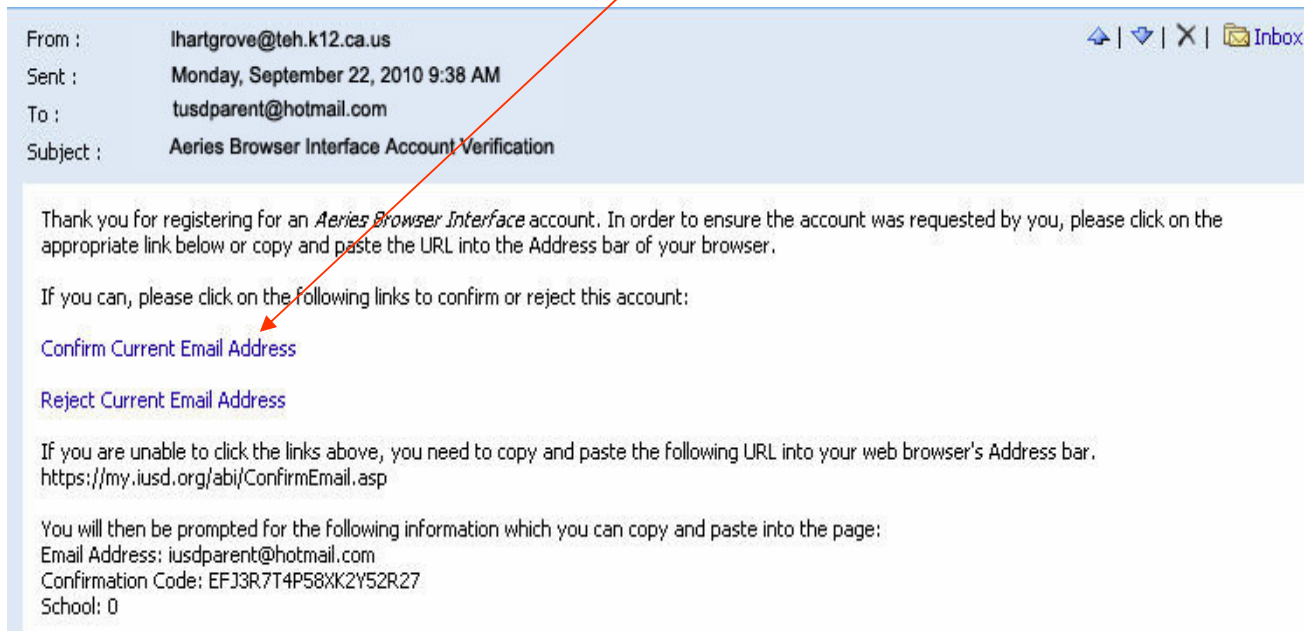 From : lhartgrove@teh.k12.ca.us | | | Inbox
Sent : Monday, September 22, 2010 9:38 AM
To : tusdparent@hotmail.com
Subject : Aeries Browser Interface Account Verification
Thank you for registering for an Aeries Browser Interface account. In order to ensure the account was requested by you, please click on the
appropriate link below or copy and paste the URL into the Address bar of your browser.
If you can, please click on the following links to confirm or reject this account:
Confirm Current Email Address
Reject Current Email Address
If you are unable to click the links above, you need to copy and paste the following URL into your web browser's Address bar.
https://my.iusd.org/abi/ConfirmEmail.asp
You will then be prompted for the following information which you can copy and paste into the page:
Email Address: iusdparent@hotmail.com
Confirmation Code: EFJ3R7T4P58XK2Y52R27
School: 0